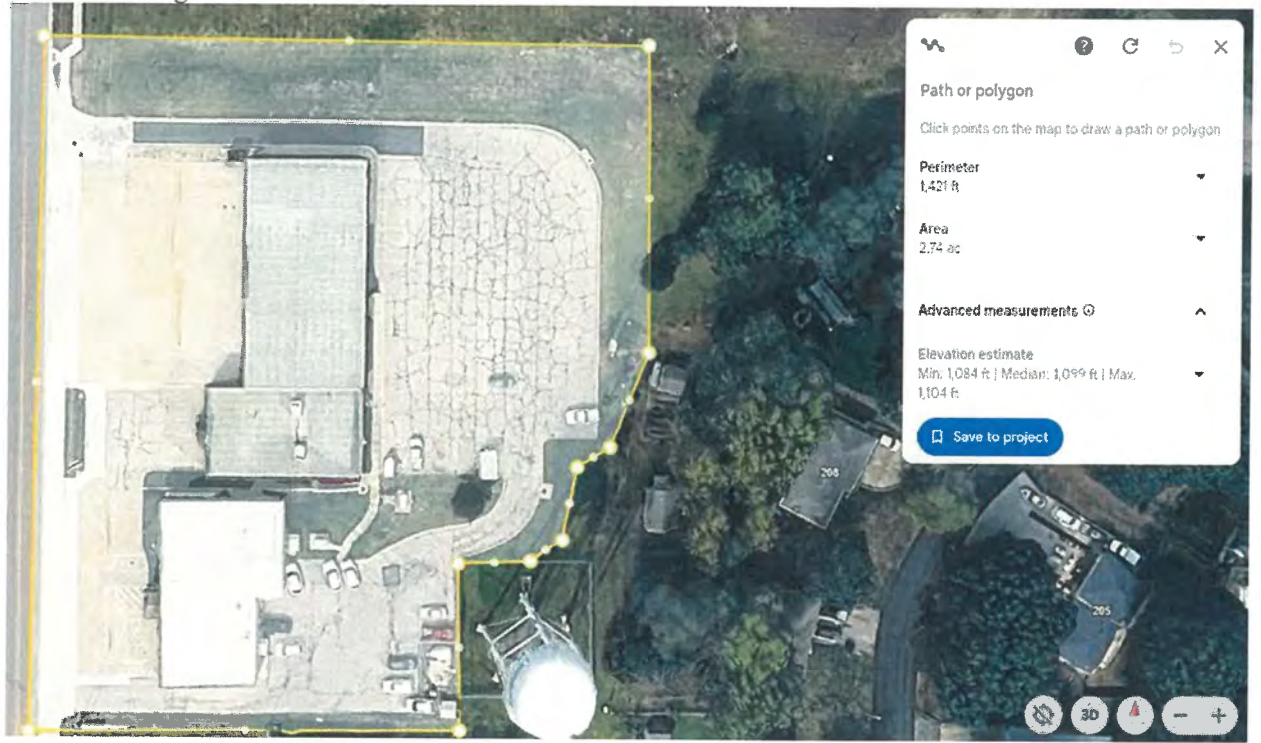 Path or polygon
Click points on the map to draw a path or polygon
Perimeter
1,421 ft
Area
2.74 ac
Advanced measurements
Elevation estimate
Min: 1,084 ft | Median: 1,099 ft | Max:
1,104 ft
Save to project
208
205
3D